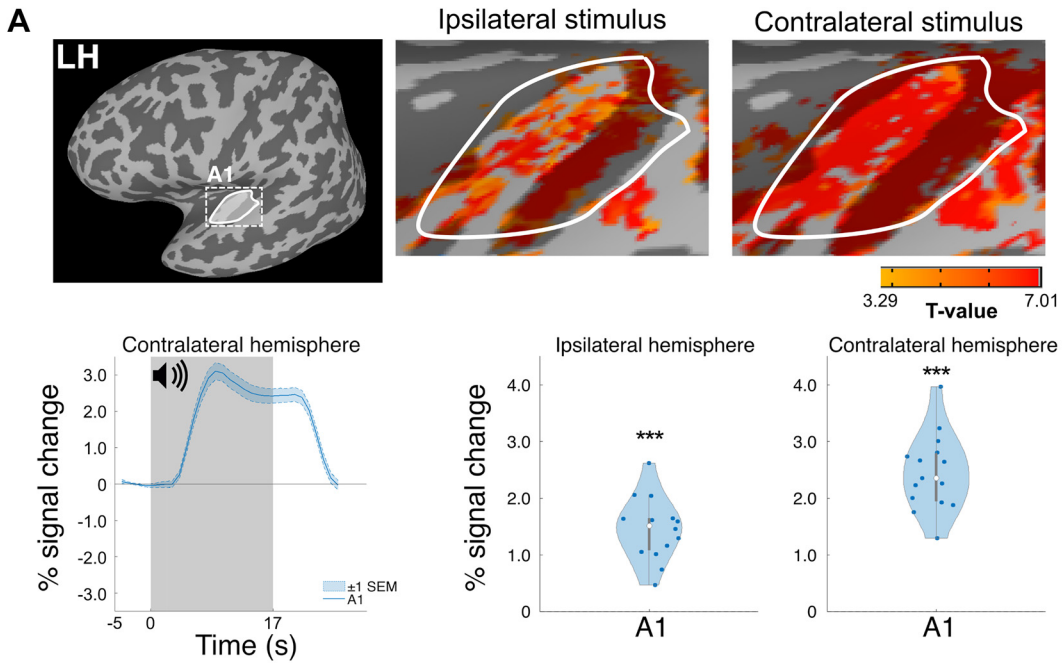 A
Ipsilateral stimulus
Contralateral stimulus
LH
A1
3.29
7.01
T-value
Contralateral hemisphere
% signal change
3.0
2.0
1.0
0
-1.0
-2.0
-3.0
±1 SEM
A1
-5
0
17
Time (s)
Ipsilateral hemisphere
% signal change
4.0
3.0
2.0
1.0
0
***
A1
Contralateral hemisphere
4.0
3.0
2.0
1.0
0
***
A1